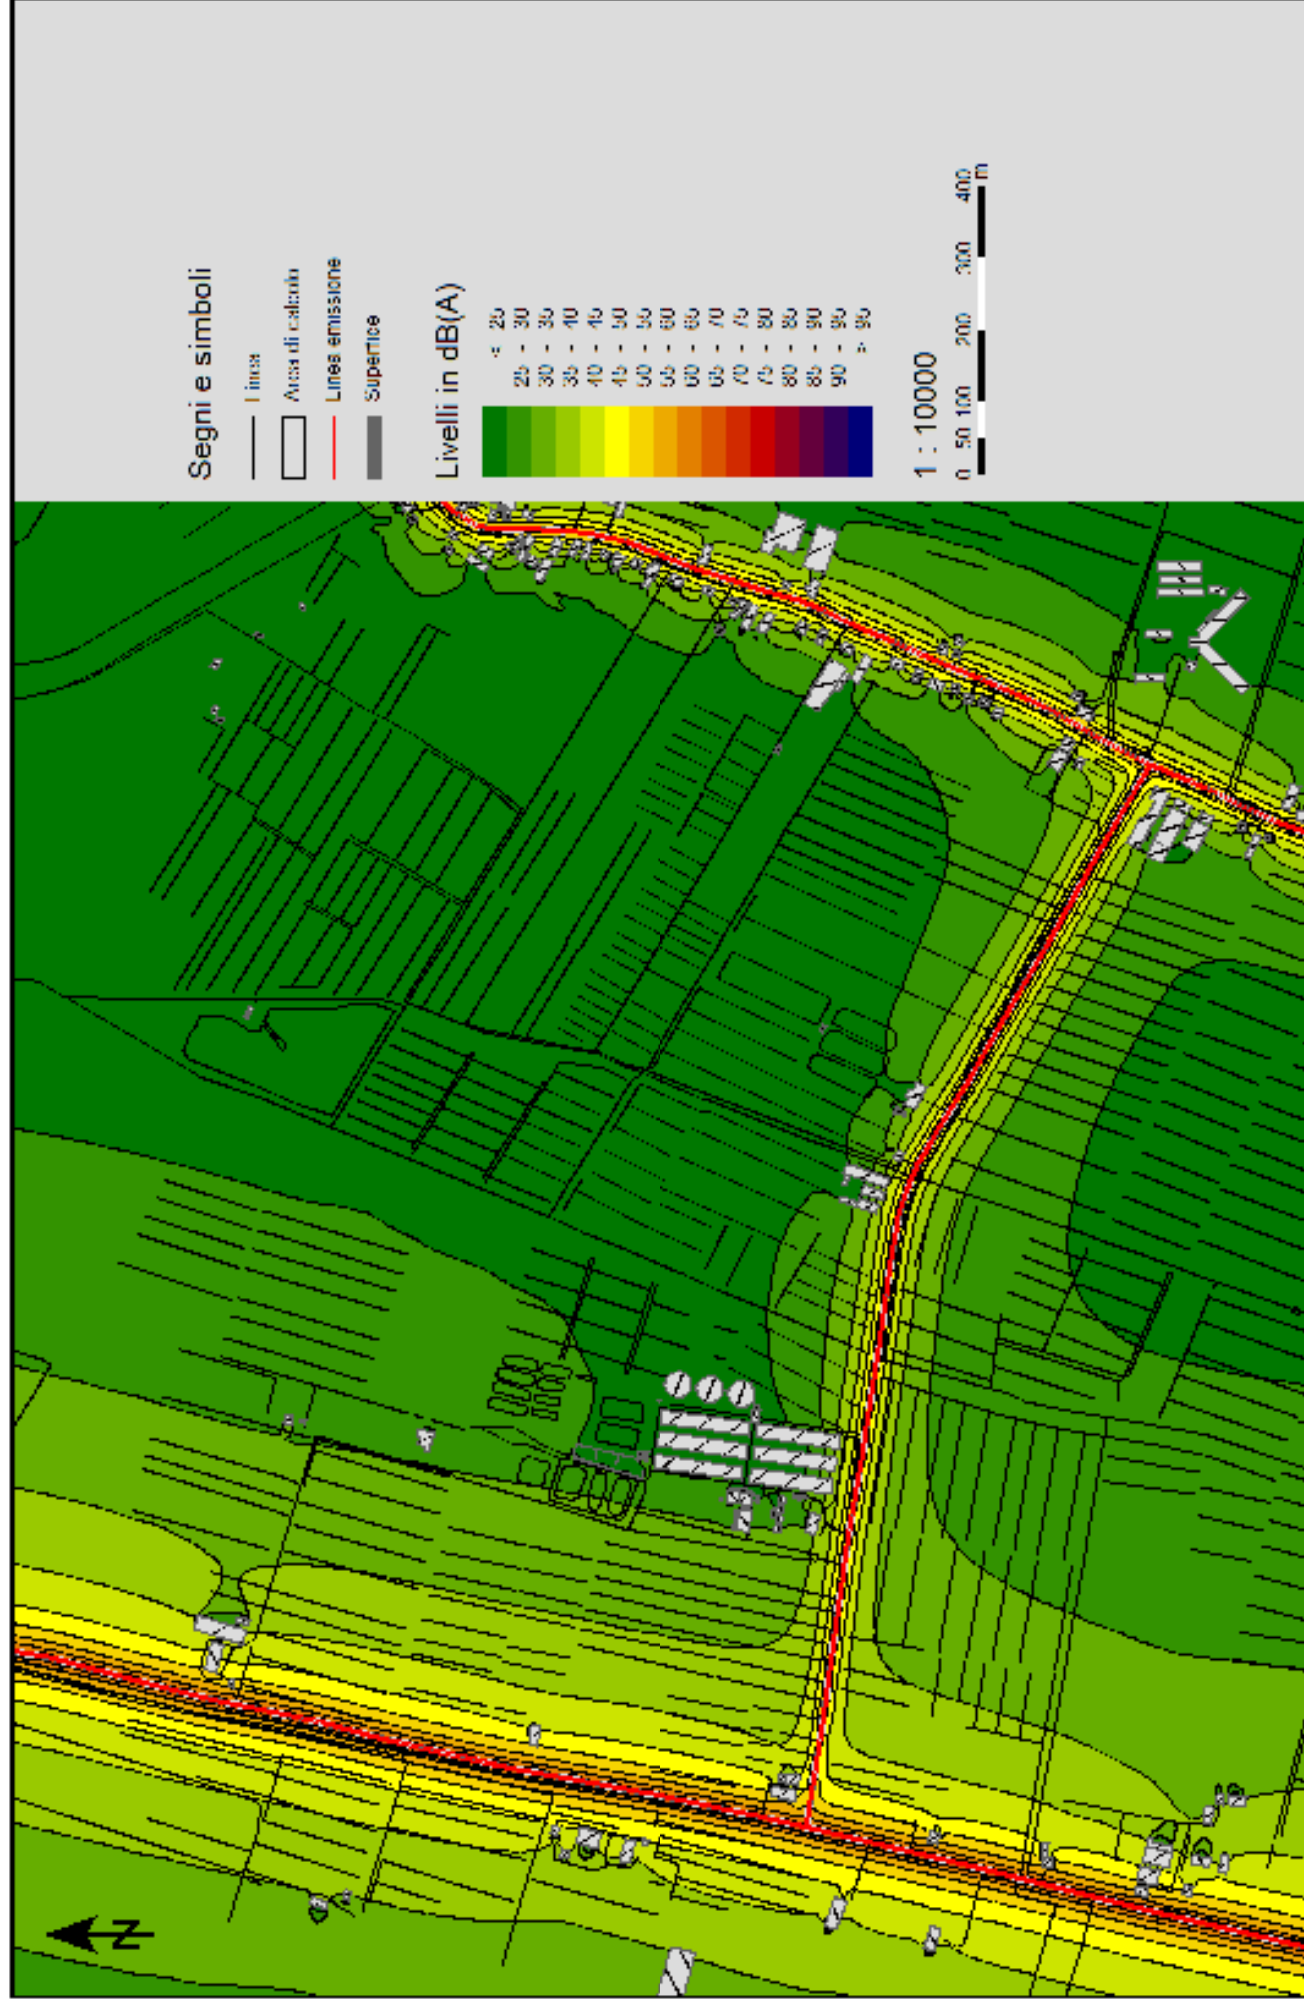 Segni e simboli
Linea
Area di calcolo
Linea emissione
Superficie
Livelli in dB(A)
< 25
25 - 30
30 - 35
35 - 40
40 - 45
45 - 50
50 - 55
55 - 60
60 - 65
65 - 70
70 - 75
75 - 80
80 - 85
85 - 90
90 - 95
> 95
1 : 10000
0 50 100 200 300 400
m
N